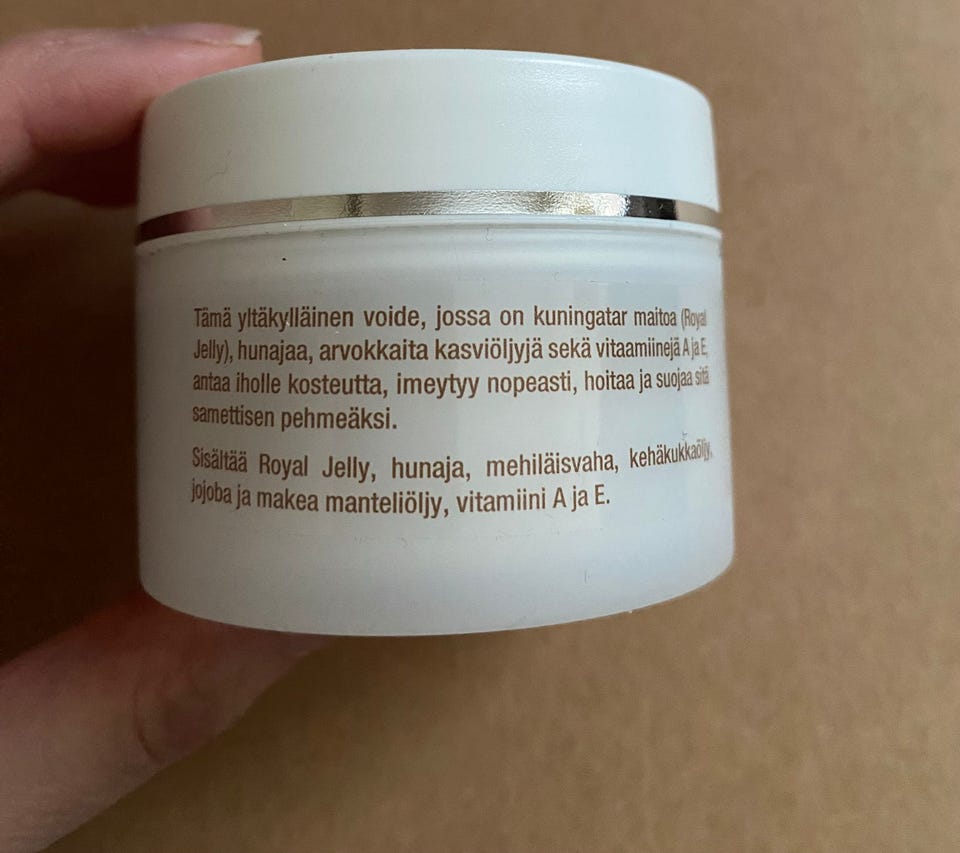 Tämä yltäkylläinen voide, jossa on kuningatar maitoa (Royal
Jelly), hunajaa, arvokkaita kasviöljyjä sekä vitaamiinejä A ja E,
antaa iholle kosteutta, imeytyy nopeasti, hoitaa ja suojaa sitä
samettisen pehmeäksi.
Sisältää Royal Jelly, hunaja, mehiläisvaha, kehäkukkaöljy,
jojoba ja makea manteliöljy, vitamiini A ja E.